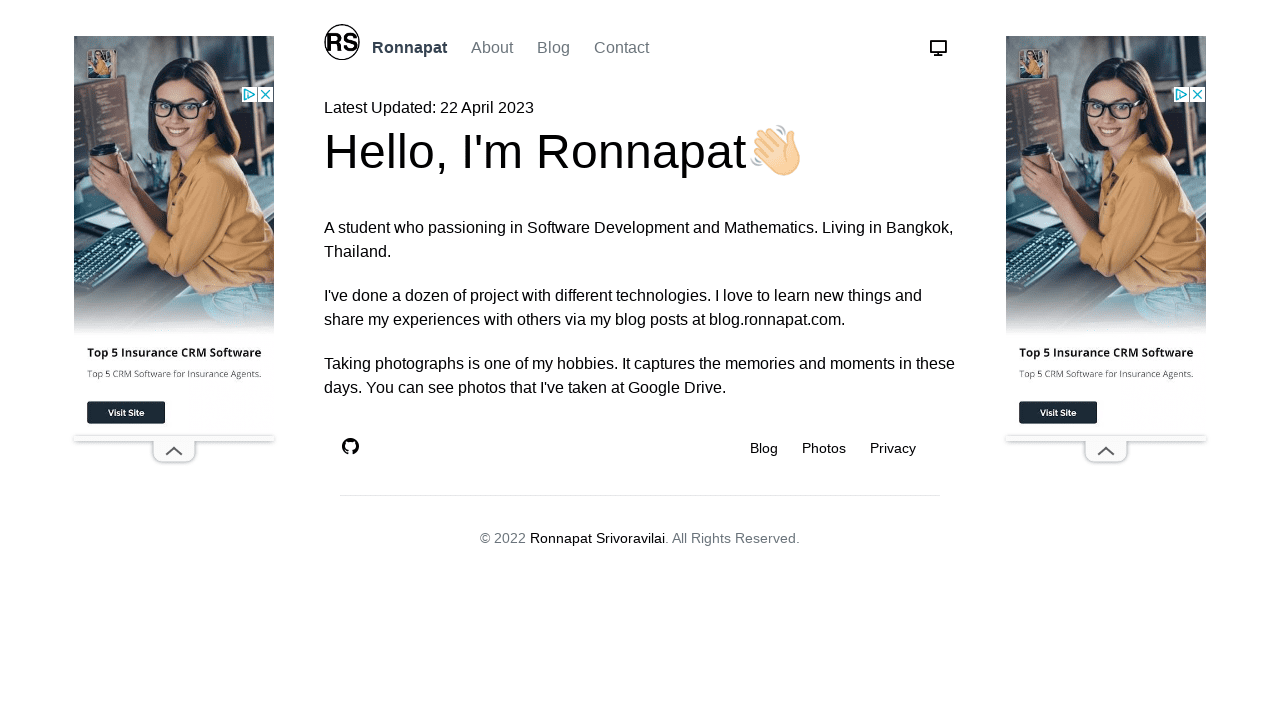 RS
Ronnapat About Blog Contact
Latest Updated: 22 April 2023
Hello, I'm Ronnapat👋🏻
A student who passioning in Software Development and Mathematics. Living in Bangkok,
Thailand.
I've done a dozen of project with different technologies. I love to learn new things and
share my experiences with others via my blog posts at blog.ronnapat.com.
Taking photographs is one of my hobbies. It captures the memories and moments in these
days. You can see photos that I've taken at Google Drive.
Blog Photos Privacy
© 2022 Ronnapat Srivoravilai. All Rights Reserved.
Top 5 Insurance CRM Software
Top 5 CRM Software for Insurance Agents.
Visit Site
Top 5 Insurance CRM Software
Top 5 CRM Software for Insurance Agents.
Visit Site